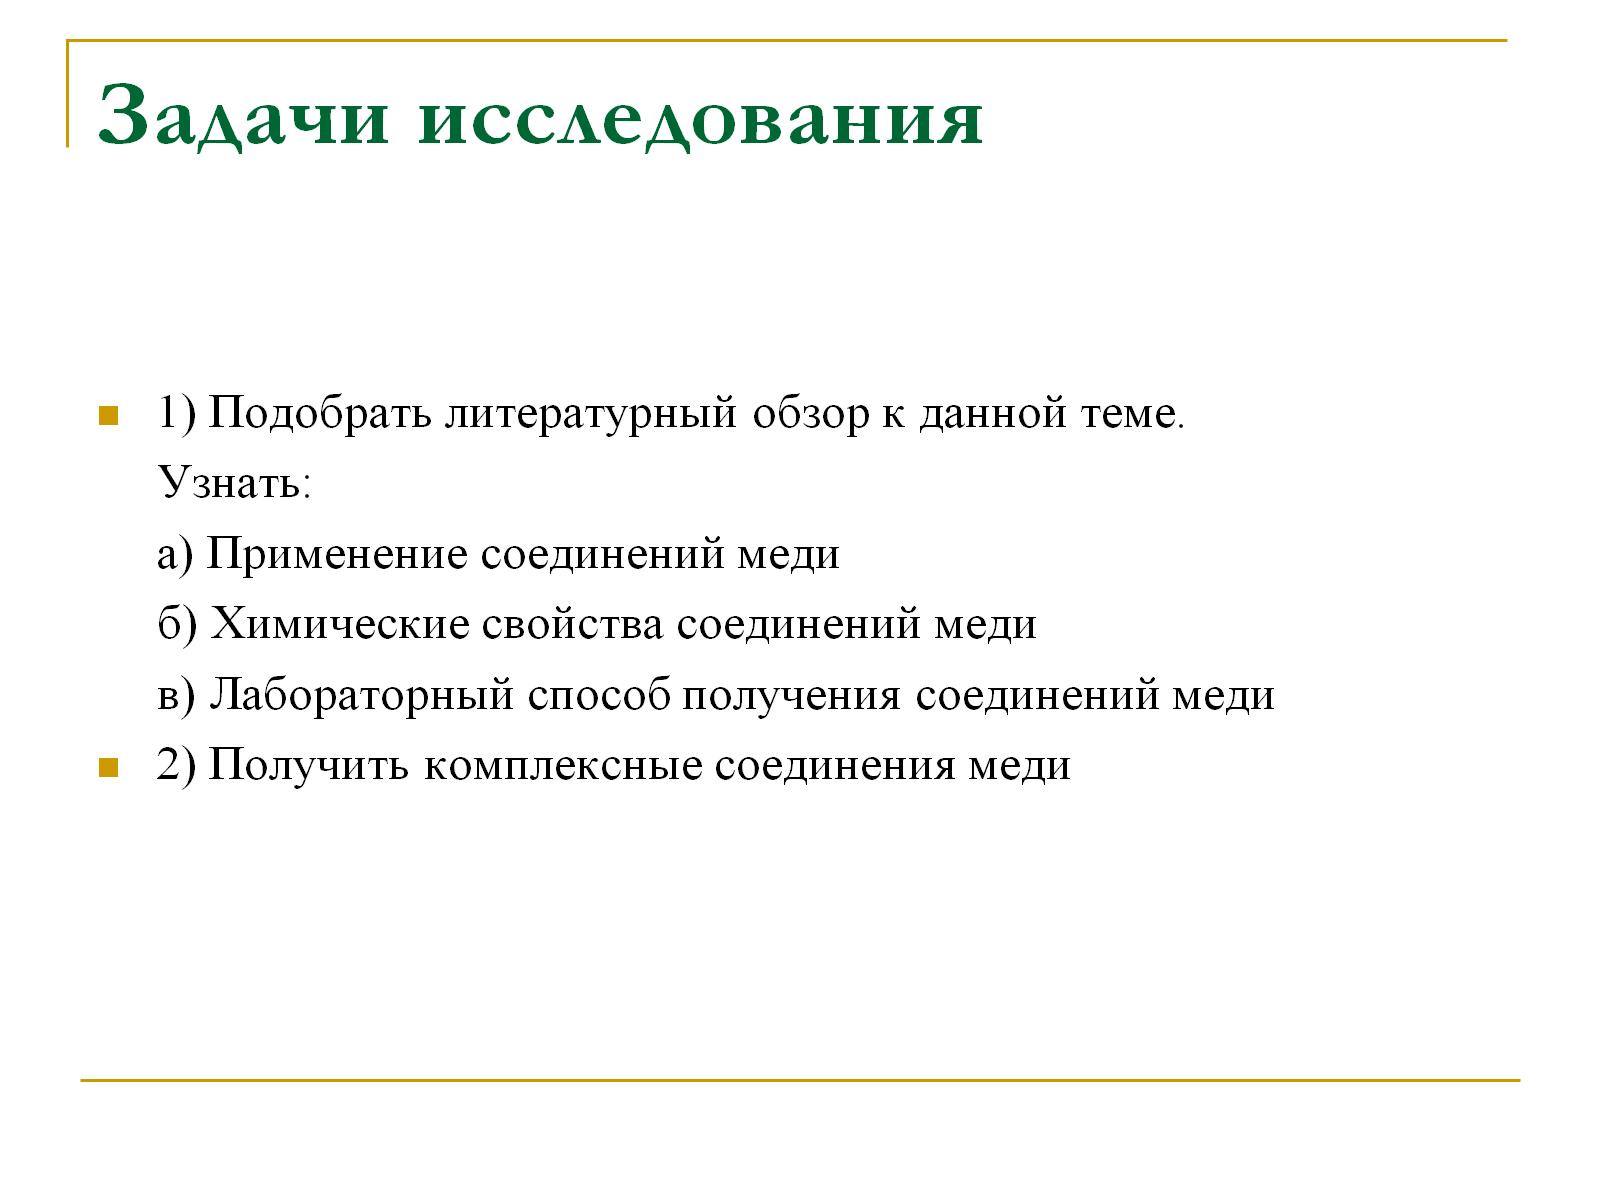 Задачи исследования
1) Подобрать литературный обзор к данной теме.
Узнать:
а) Применение соединений меди
б) Химические свойства соединений меди
в) Лабораторный способ получения соединений меди
2) Получить комплексные соединения меди